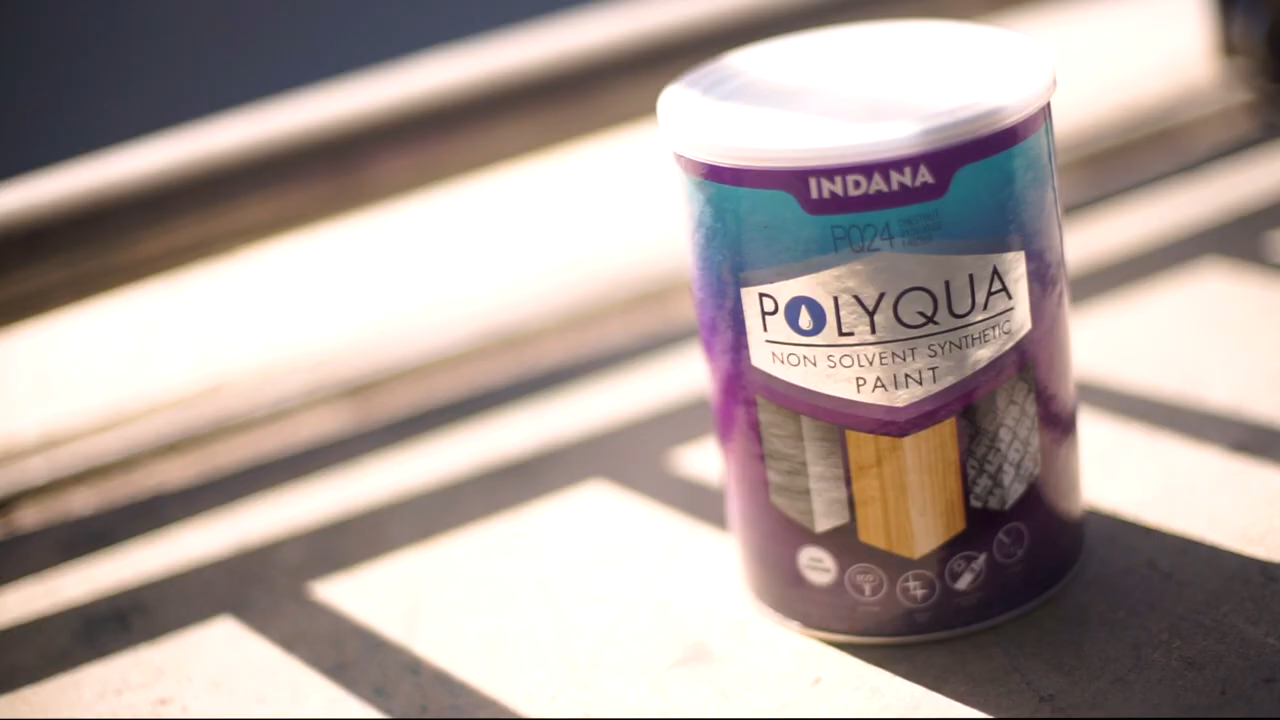 INDANA
PQ24
POLYQUA
NON SOLVENT SYNTHETIC
PAINT